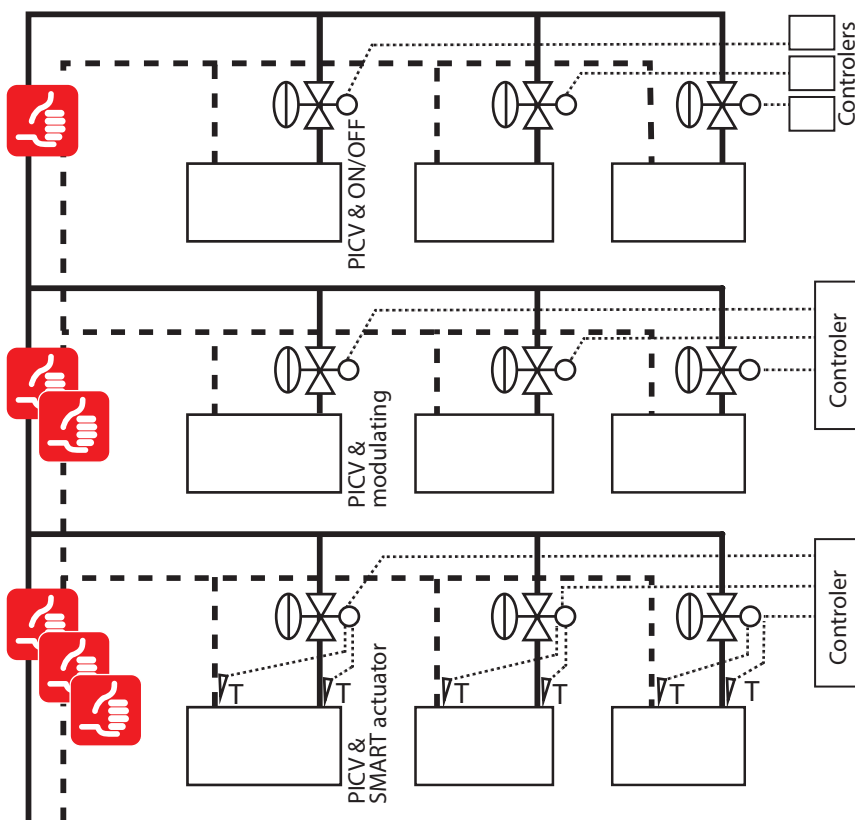 PICV & ON/OFF
Controlers
PICV &
modulating
Controler
T
T
T
T
T
T
PICV &
SMART actuator
Controler